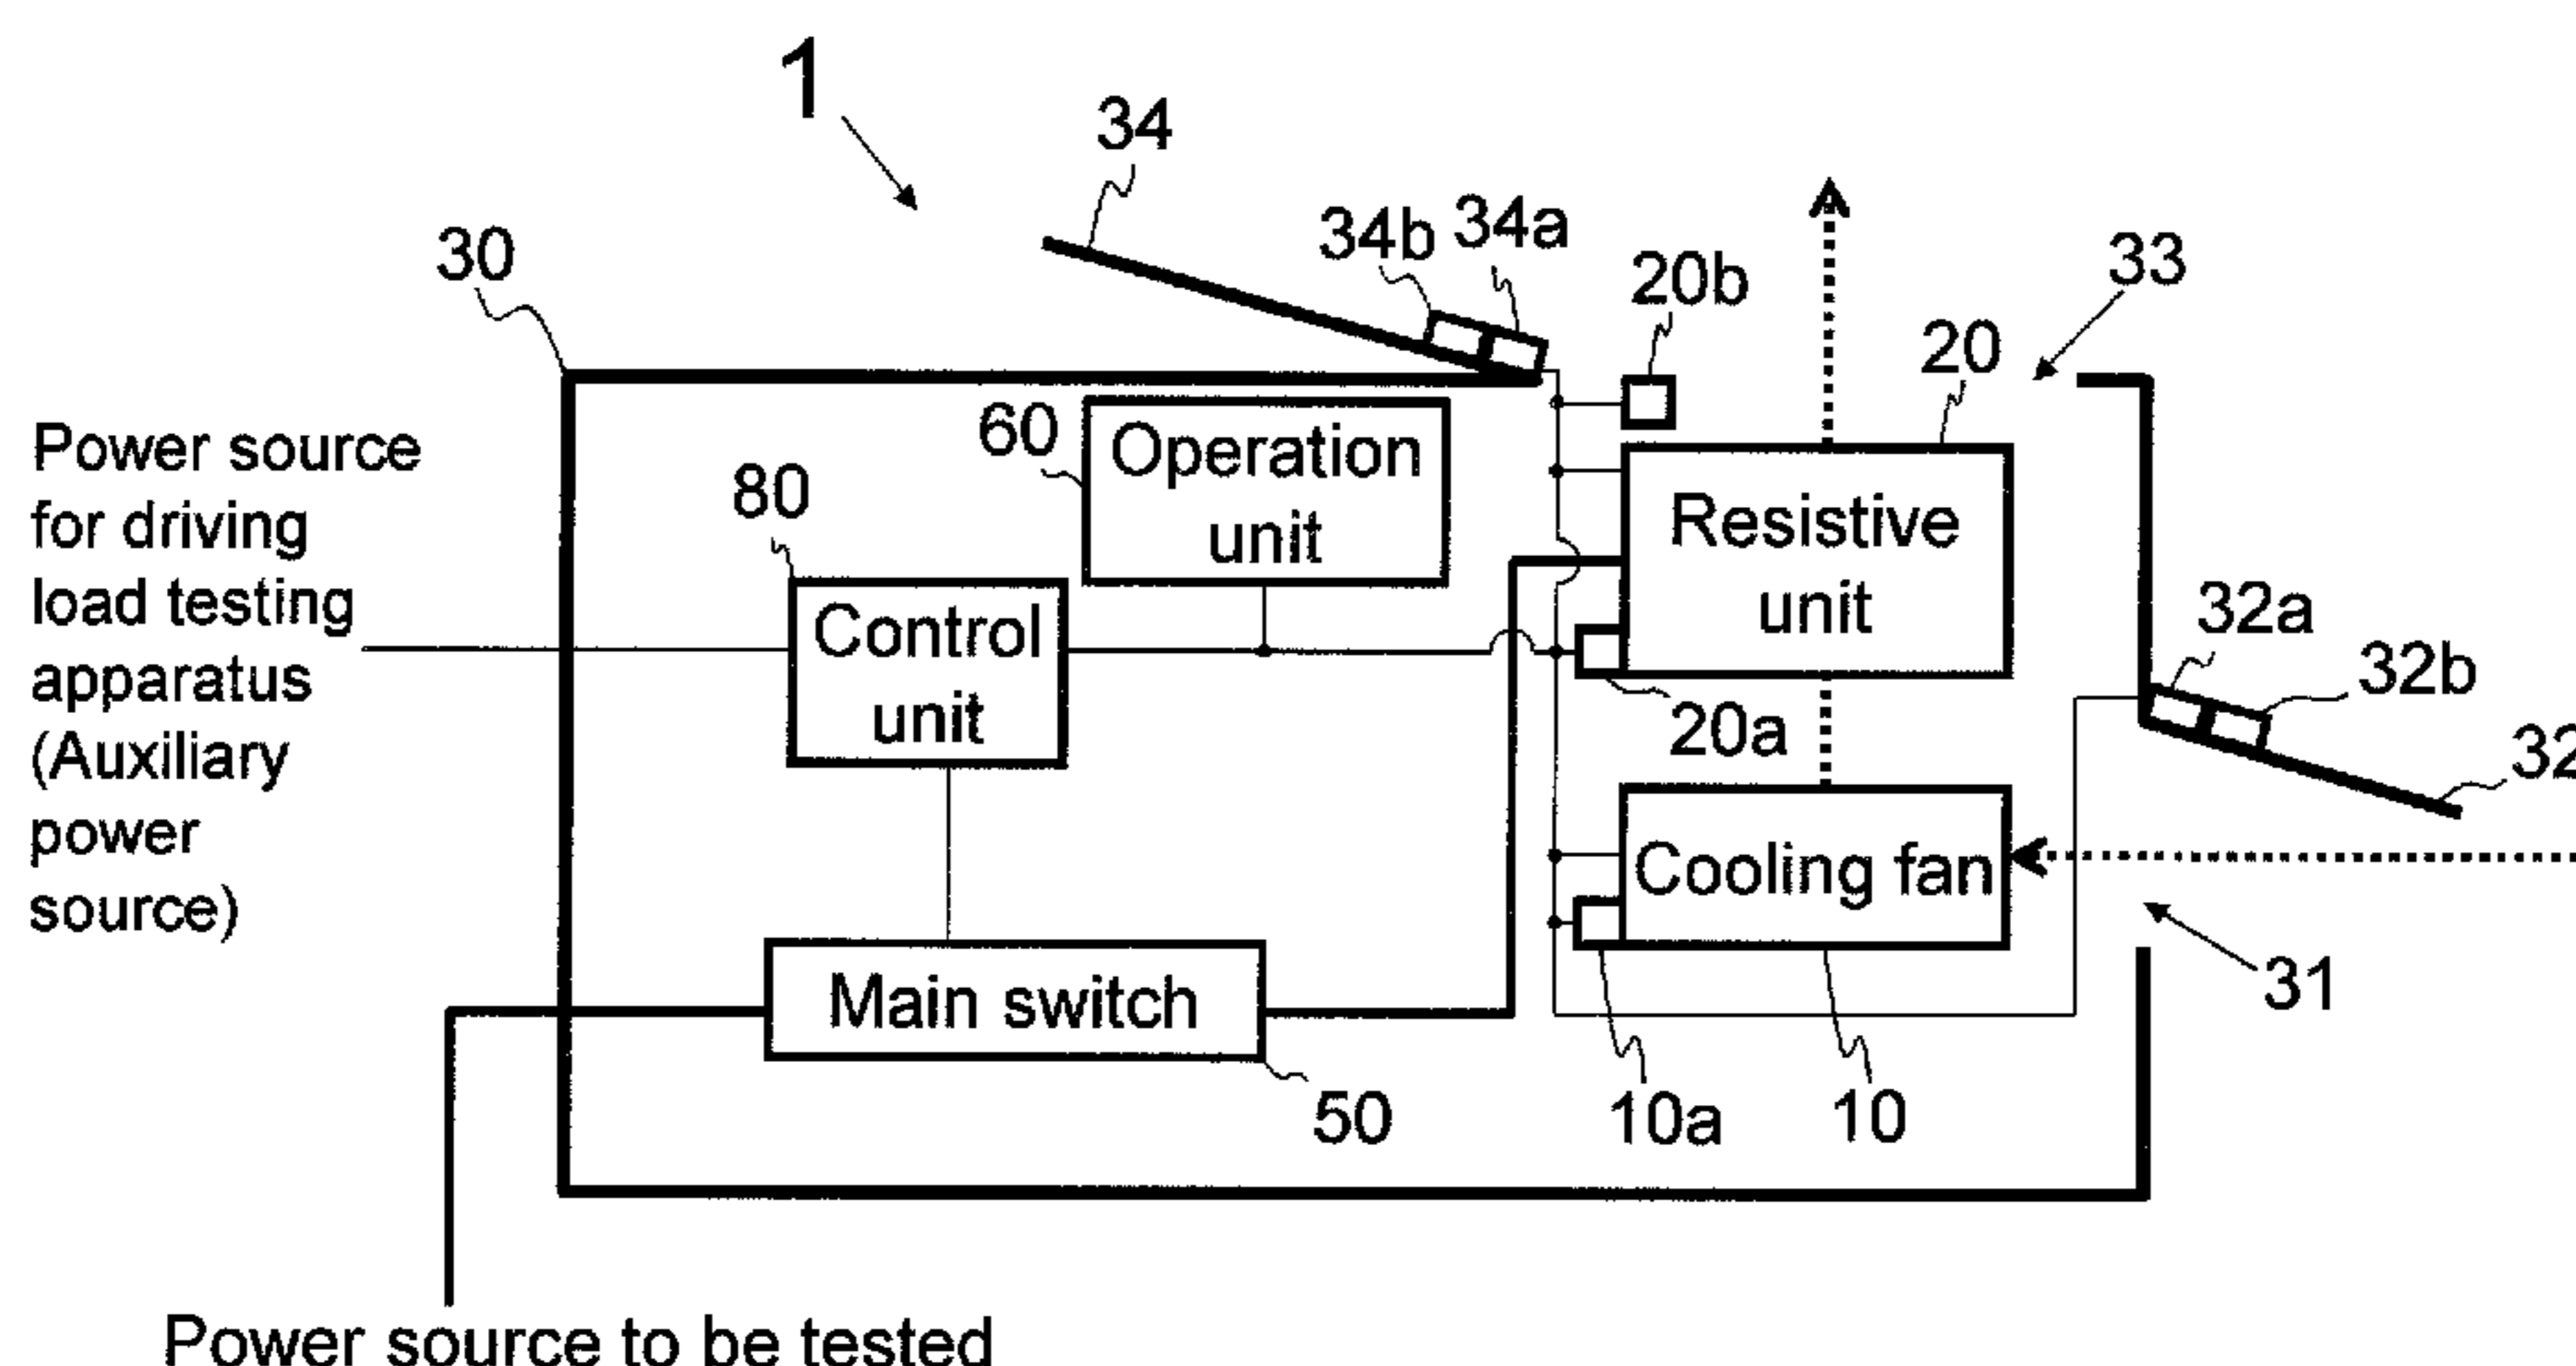 1
34
34b
34a
30
20b
33
20
Power source
for driving
load testing
apparatus
(Auxiliary
power
source)
60
Operation
unit
80
Control
unit
Resistive
unit
20a
32a
32b
32
Cooling fan
31
Main switch
50
10a
10
Power source to be tested